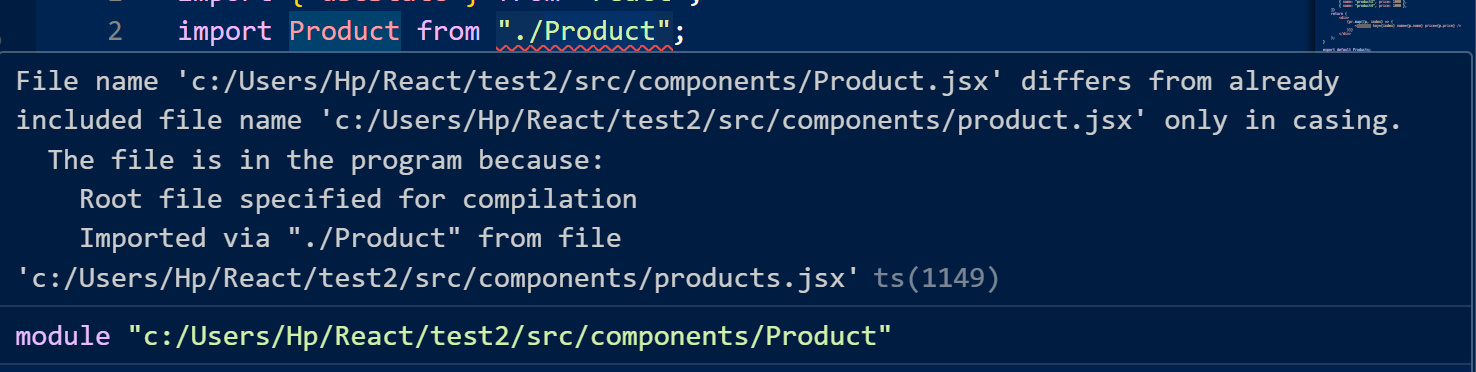 2 import Product from "./Product";
File name 'c:/Users/Hp/React/test2/src/components/Product.jsx' differs from already
included file name 'c:/Users/Hp/React/test2/src/components/product.jsx' only in casing.
The file is in the program because:
Root file specified for compilation
Imported via "./Product" from file
'c:/Users/Hp/React/test2/src/components/products.jsx' ts(1149)
module "c:/Users/Hp/React/test2/src/components/Product"